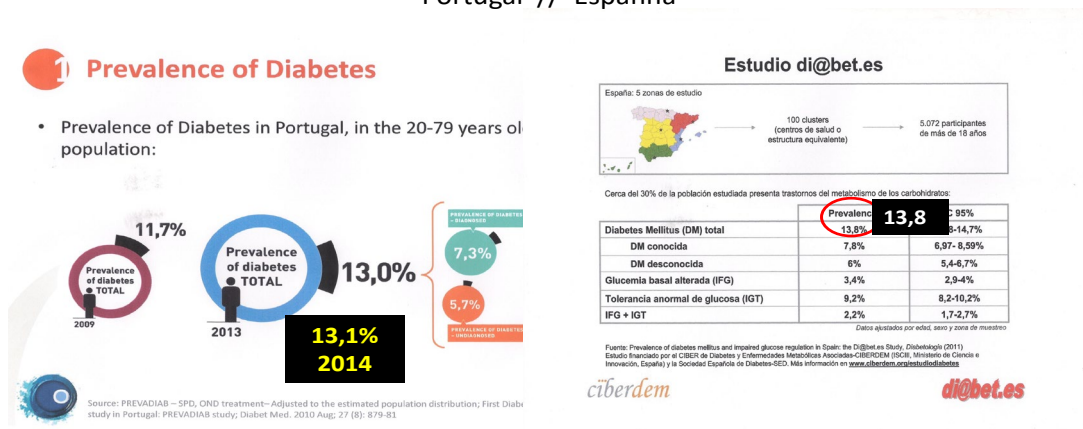 Portugal // Espanha
1 Prevalence of Diabetes
• Prevalence of Diabetes in Portugal, in the 20-79 years
population:
11,7%
Prevalence
of diabetes
TOTAL
2009
Prevalence
of diabetes
TOTAL
2013
13,0%
PREVALENCE OF DIABETES
– DIAGNOSED
7,3%
5,7%
PREVALENCE OF DIABETES
– UNDIAGNOSED
13,1%
2014
Source: PREVADIAB – SPD, OND treatment–Adjusted to the estimated population distribution; First
study in Portugal: PREVADIAB study; Diabet Med. 2010 Aug; 27 (8): 879-81
Estudio di@bet.es
España: 5 zonas de estudio
100 clusters
(centros de salud o
estructura equivalente)
5.072 participantes
de más de 18 años
Cerca del 30% de la población estudiada presenta trastornos del metabolismo de los carbohidratos:
13,8 95%
Diabetes Mellitus (DM) total 13,8% -14,7%
DM conocida 7,8% 6,97- 8,59%
DM desconocida 6% 5,4-6,7%
Glucemia basal alterada (IFG) 3,4% 2,9-4%
Tolerancia anormal de glucosa (IGT) 9,2% 8,2-10,2%
IFG + IGT 2,2% 1,7-2,7%
Datos ajustados por edad, sexo y zona de muestreo
Fuente: Prevalence of diabetes mellitus and impaired glucose regulation in Spain: the Di@bet.es Study, Diabetologia (2011)
Estudio financiado por el CIBER de Diabetes y Enfermedades Metabólicas Asociadas-CIBERDEM (ISCIII, Ministerio de Ciencia e
Innovación, España) y la Sociedad Española de Diabetes-SED. Más información en www.ciberdem.org/estudiodiabetes
ciberdem
di@bet.es